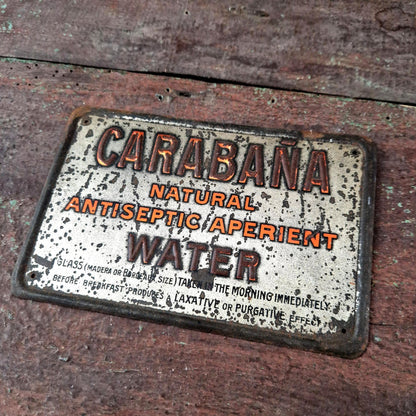 CARABAÑA
NATURAL
ANTISEPTIC APERIENT
WATER
GLASS (MADERA OR BORDEAUX SIZE) TAKEN IN THE MORNING IMMEDIATELY
BEFORE BREAKFAST PRODUCES A LAXATIVE OR PURGATIVE EFFECT